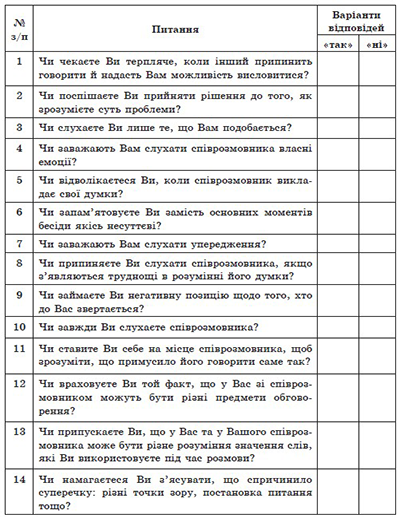 № з/п
Питання
Варіанти відповідей
«так» «ні»
1 Чи чекаєте Ви терпляче, коли інший припинить
говорити й надасть Вам можливість висловитися?
2 Чи поспішаєте Ви прийняти рішення до того, як
зрозумієте суть проблеми?
3 Чи слухаєте Ви лише те, що Вам подобається?
4 Чи заважають Вам слухати співрозмовника власні
емоції?
5 Чи відволікаєтеся Ви, коли співрозмовник викла-
дає свої думки?
6 Чи запам’ятовуєте Ви замість основних моментів
бесіди якісь несуттєві?
7 Чи заважають Вам слухати упередження?
8 Чи припиняєте Ви слухати співрозмовника, якщо
з’являються труднощі в розумінні його думки?
9 Чи займаєте Ви негативну позицію щодо того, хто
до Вас звертається?
10 Чи завжди Ви слухаєте співрозмовника?
11 Чи ставите Ви себе на місце співрозмовника, щоб
зрозуміти, що примусило його говорити саме так?
12 Чи враховуєте Ви той факт, що у Вас зі співроз-
мовником можуть бути різні предмети обгово-
рення?
13 Чи припускаєте Ви, що у Вас та у Вашого співроз-
мовника може бути різне розуміння значення слів,
які Ви використовуєте під час розмови?
14 Чи намагаєтеся Ви з’ясувати, що спричинило
суперечку: різні точки зору, постановка питання
тощо?